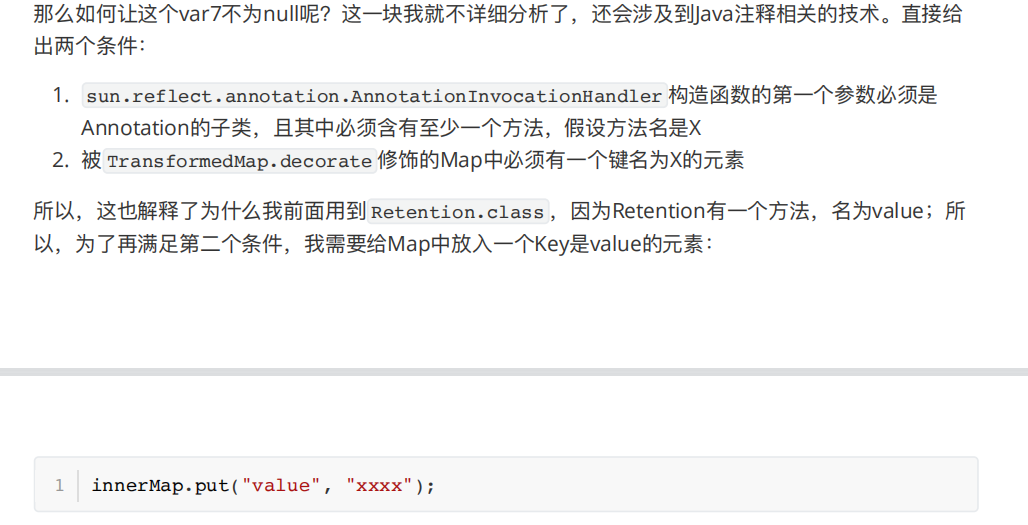 那么如何让这个var7不为null呢？这一块我就不详细分析了，还会涉及到Java注释相关的技术。直接给
出两个条件：
1. sun.reflect.annotation.AnnotationInvocationHandler构造函数的第一个参数必须是
Annotation的子类，且其中必须含有至少一个方法，假设方法名是X
2. 被TransformedMap.decorate修饰的Map中必须有一个键名为X的元素
所以，这也解释了为什么我前面用到Retention.class，因为Retention有一个方法，名为value；所
以，为了再满足第二个条件，我需要给Map中放入一个Key是value的元素：
1 innerMap.put("value", "xxxx");